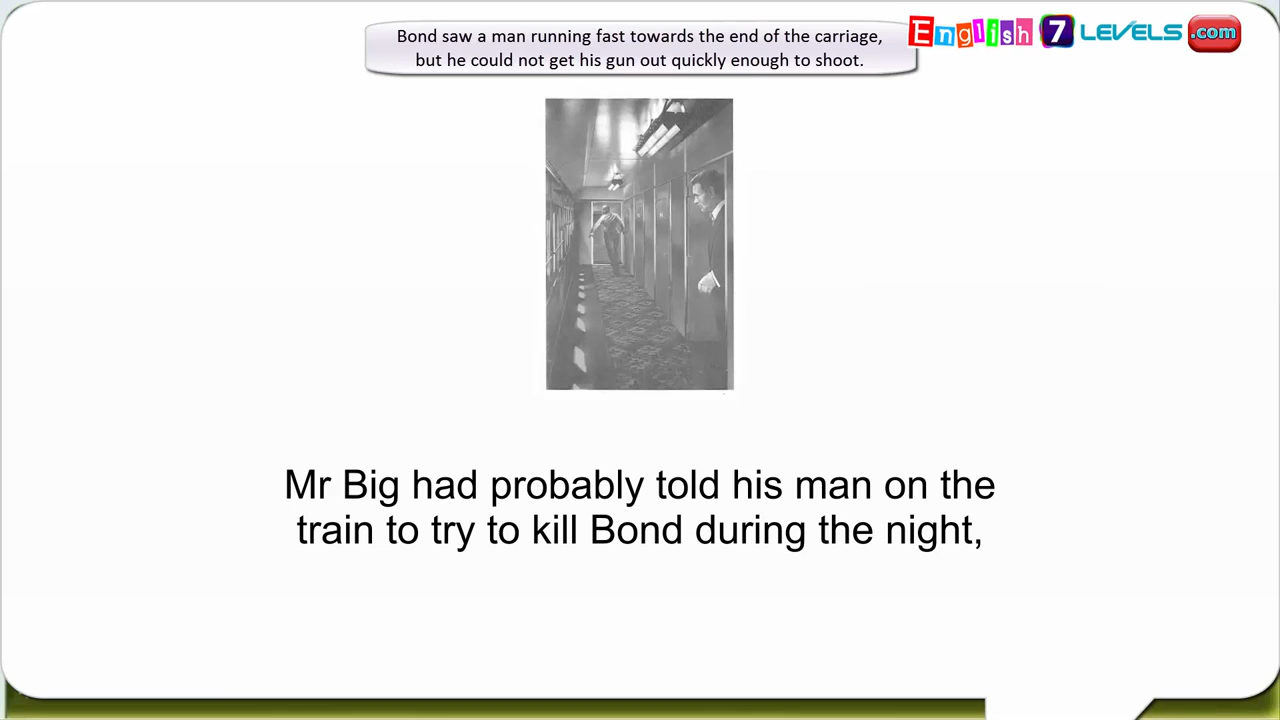 Bond saw a man running fast towards the end of the carriage,
but he could not get his gun out quickly enough to shoot.
English 7 LEVELS .com
Mr Big had probably told his man on the
train to try to kill Bond during the night,